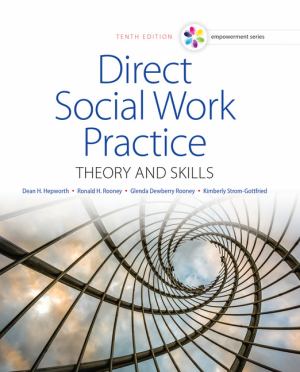 TENTH EDITION
empowerment series
Direct
Social Work
Practice
THEORY AND SKILLS
Dean H. Hepworth • Ronald H. Rooney • Glenda Dewberry Rooney • Kimberly Strom-Gottfried